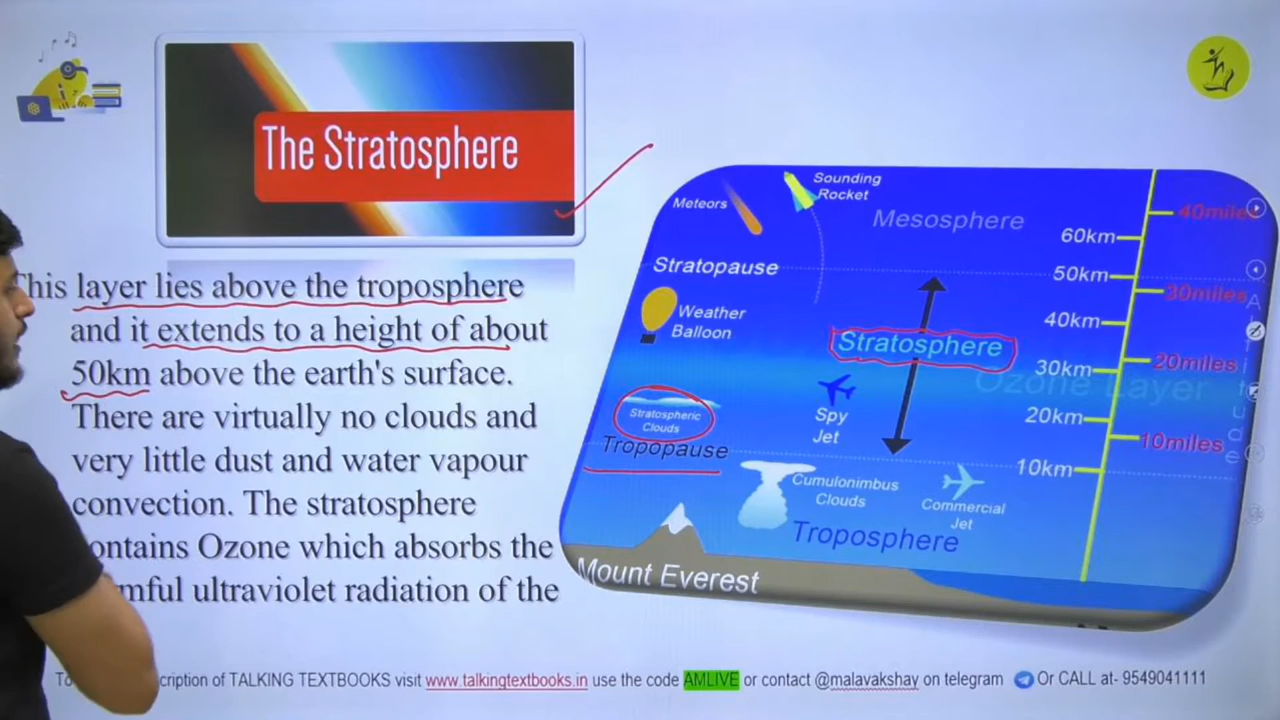 The Stratosphere
This layer lies above the troposphere
and it extends to a height of about
50km above the earth's surface.
There are virtually no clouds and
very little dust and water vapour
convection. The stratosphere
contains Ozone which absorbs the
ultraviolet radiation of the
Meteors
Sounding
Rocket
Mesosphere
40miles
60km
Stratopause
50km
30miles
Weather
Balloon
40km
Stratosphere
20miles
30km
Ozone Layer
Altitude
Stratospheric
Clouds
Spy
Jet
20km
10miles
Tropopause
10km
Cumulonimbus
Clouds
Commercial
Jet
Troposphere
Mount Everest
cription of TALKING TEXTBOOKS visit www.talkingtextbooks.in use the code AMLIVE or contact @malavakshay on telegram Or CALL at- 9549041111